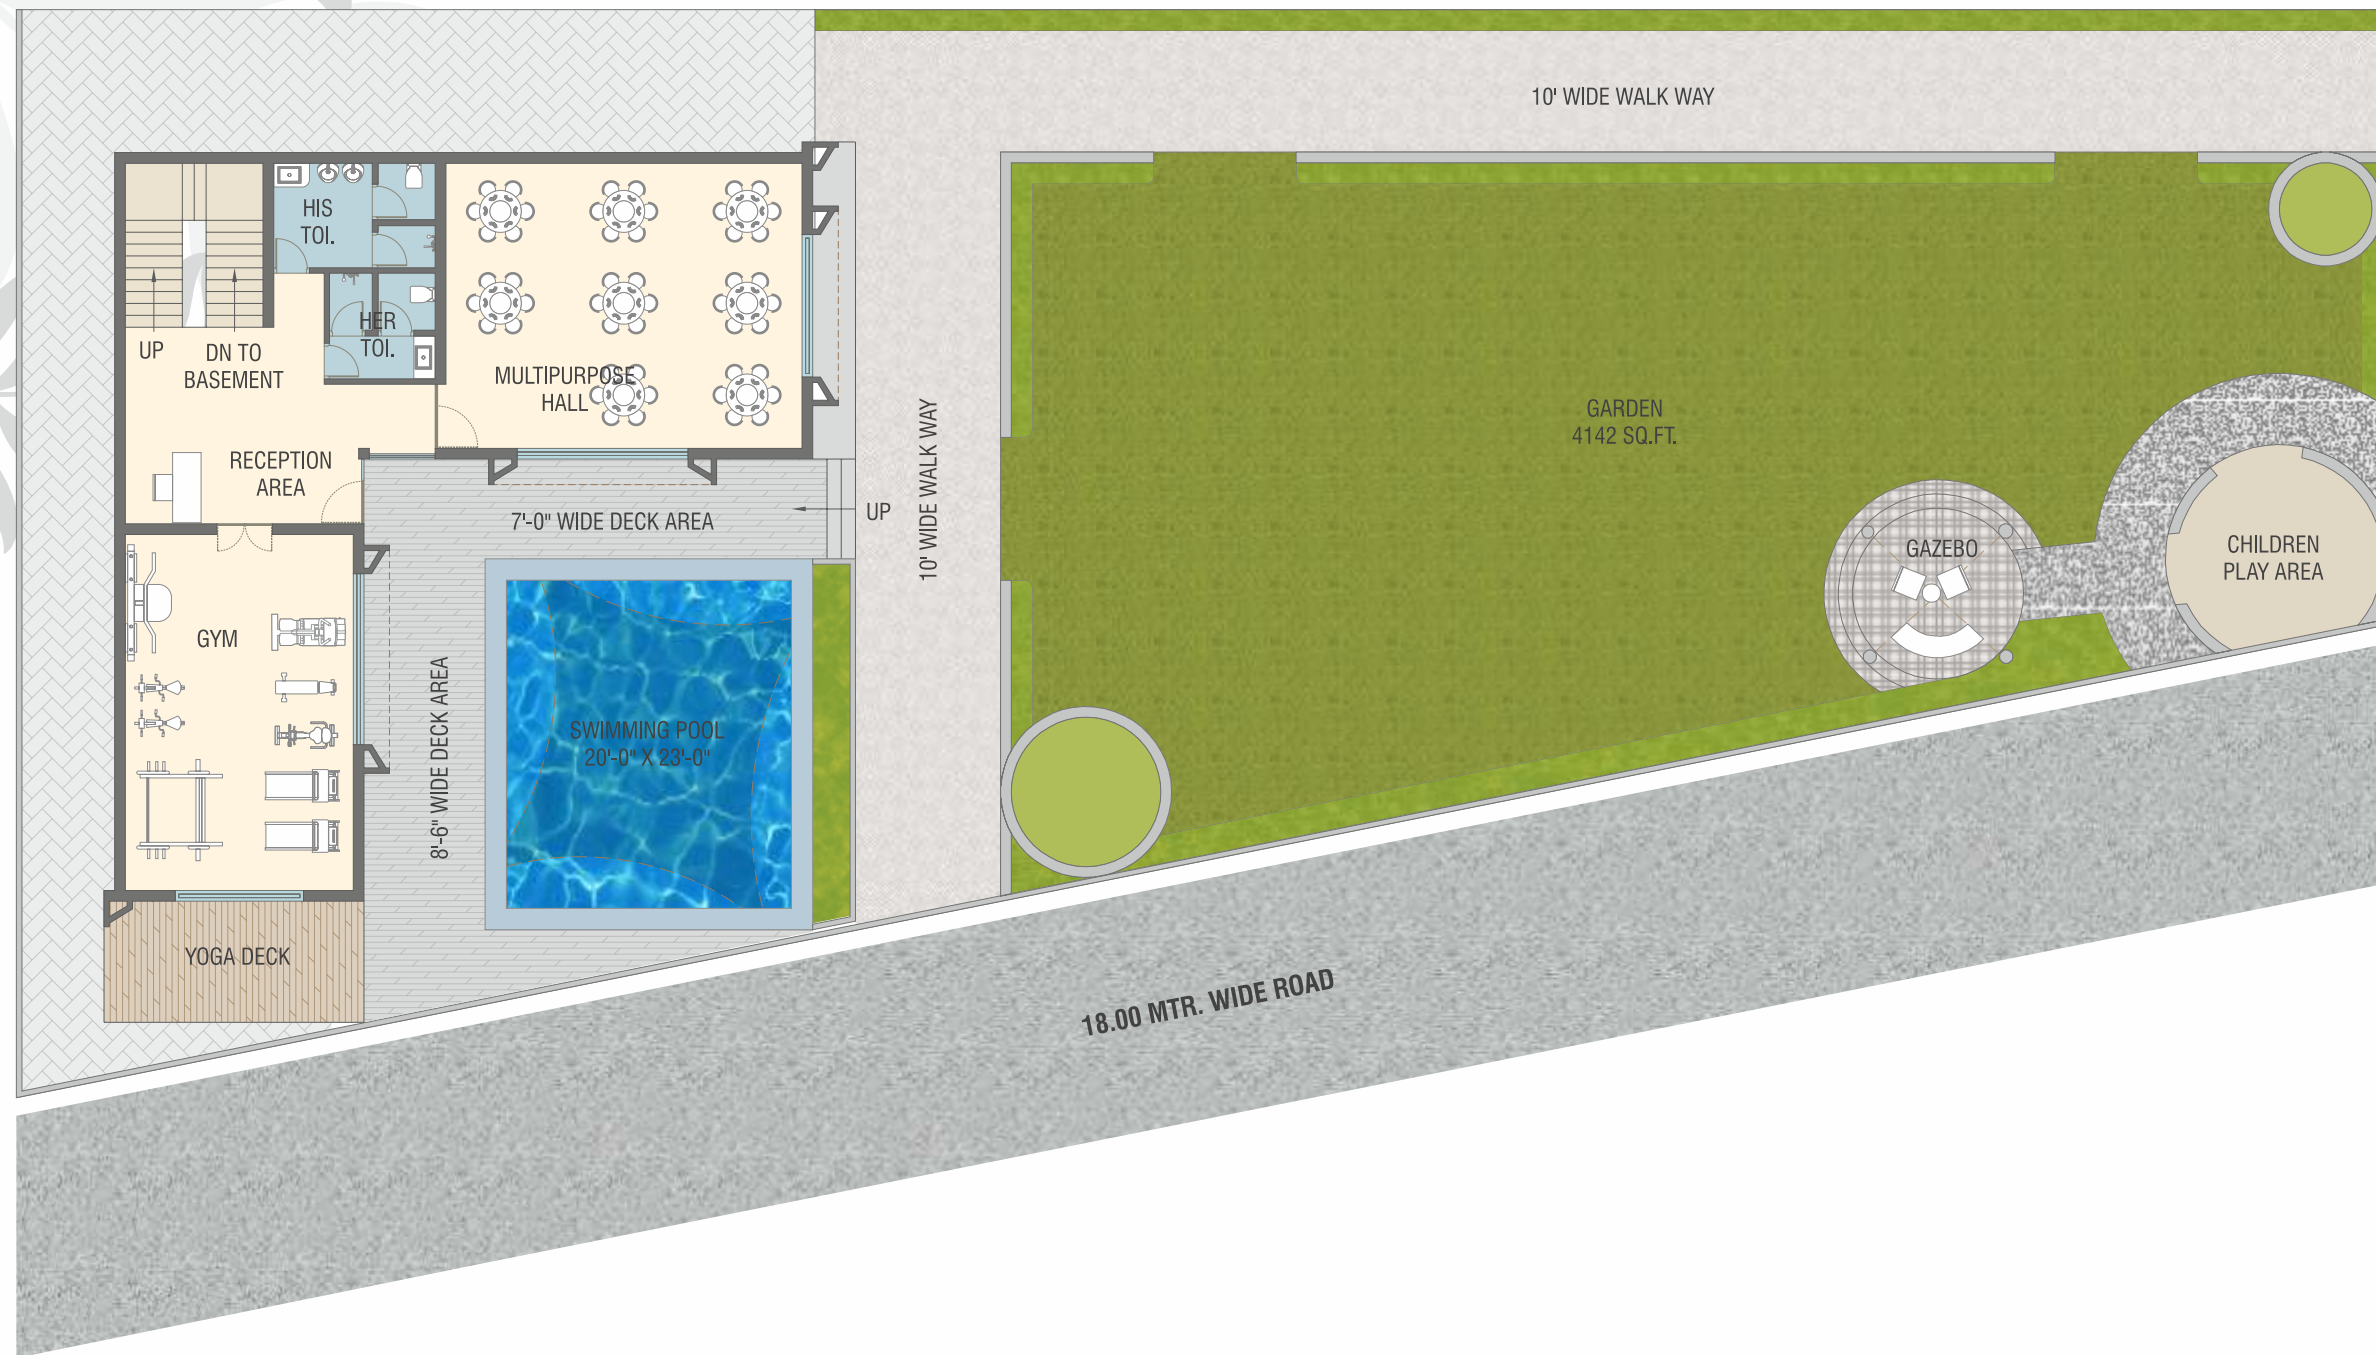 10' WIDE WALK WAY
HIS
TOI.
HER
TOI.
UP
DN TO
BASEMENT
MULTIPURPOSE
HALL
RECEPTION
AREA
7'-0" WIDE DECK AREA
UP
10' WIDE WALK WAY
GARDEN
4142 SQ.FT.
GAZEBO
CHILDREN
PLAY AREA
GYM
8'-6" WIDE DECK AREA
SWIMMING POOL
20'-0" X 23'-0"
YOGA DECK
18.00 MTR. WIDE ROAD